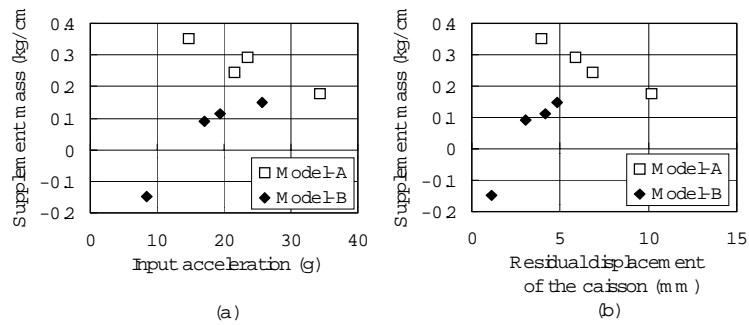 Supplement mass (kg/cm
0.4
0.3
0.2
0.1
0
-0.1
-0.2
Model-A
Model-B
0 10 20 30 40
Input acceleration (g)
(a)
Supplement mass (kg/cm
0.4
0.3
0.2
0.1
0
-0.1
-0.2
Model-A
Model-B
0 5 10 15
Residual displacement
of the caisson (mm)
(b)